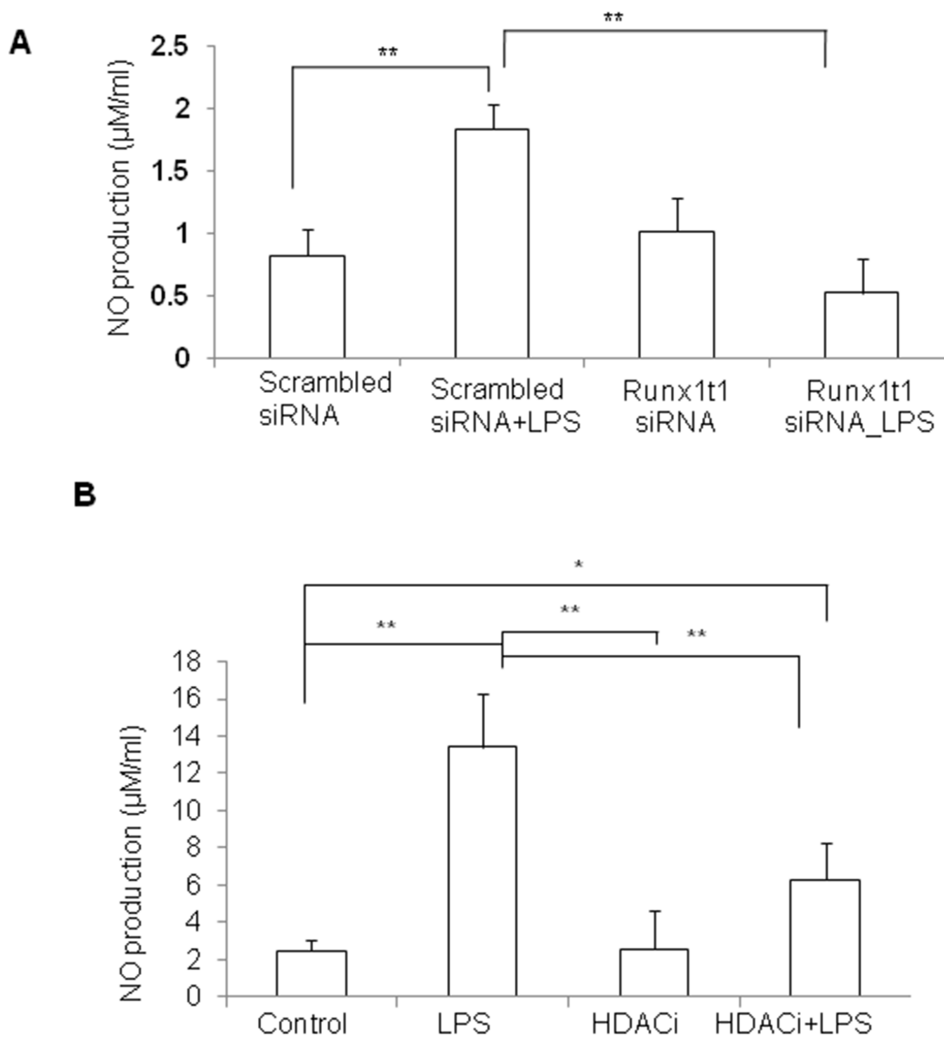 A
NO production (µM/ml)
2.5
2
1.5
1
0.5
0
**
**
Scrambled
siRNA
Scrambled
siRNA+LPS
Runx1t1
siRNA
Runx1t1
siRNA_LPS
B
NO production (µM/ml)
18
16
14
12
10
8
6
4
2
0
*
**
**
**
Control
LPS
HDACi
HDACi+LPS